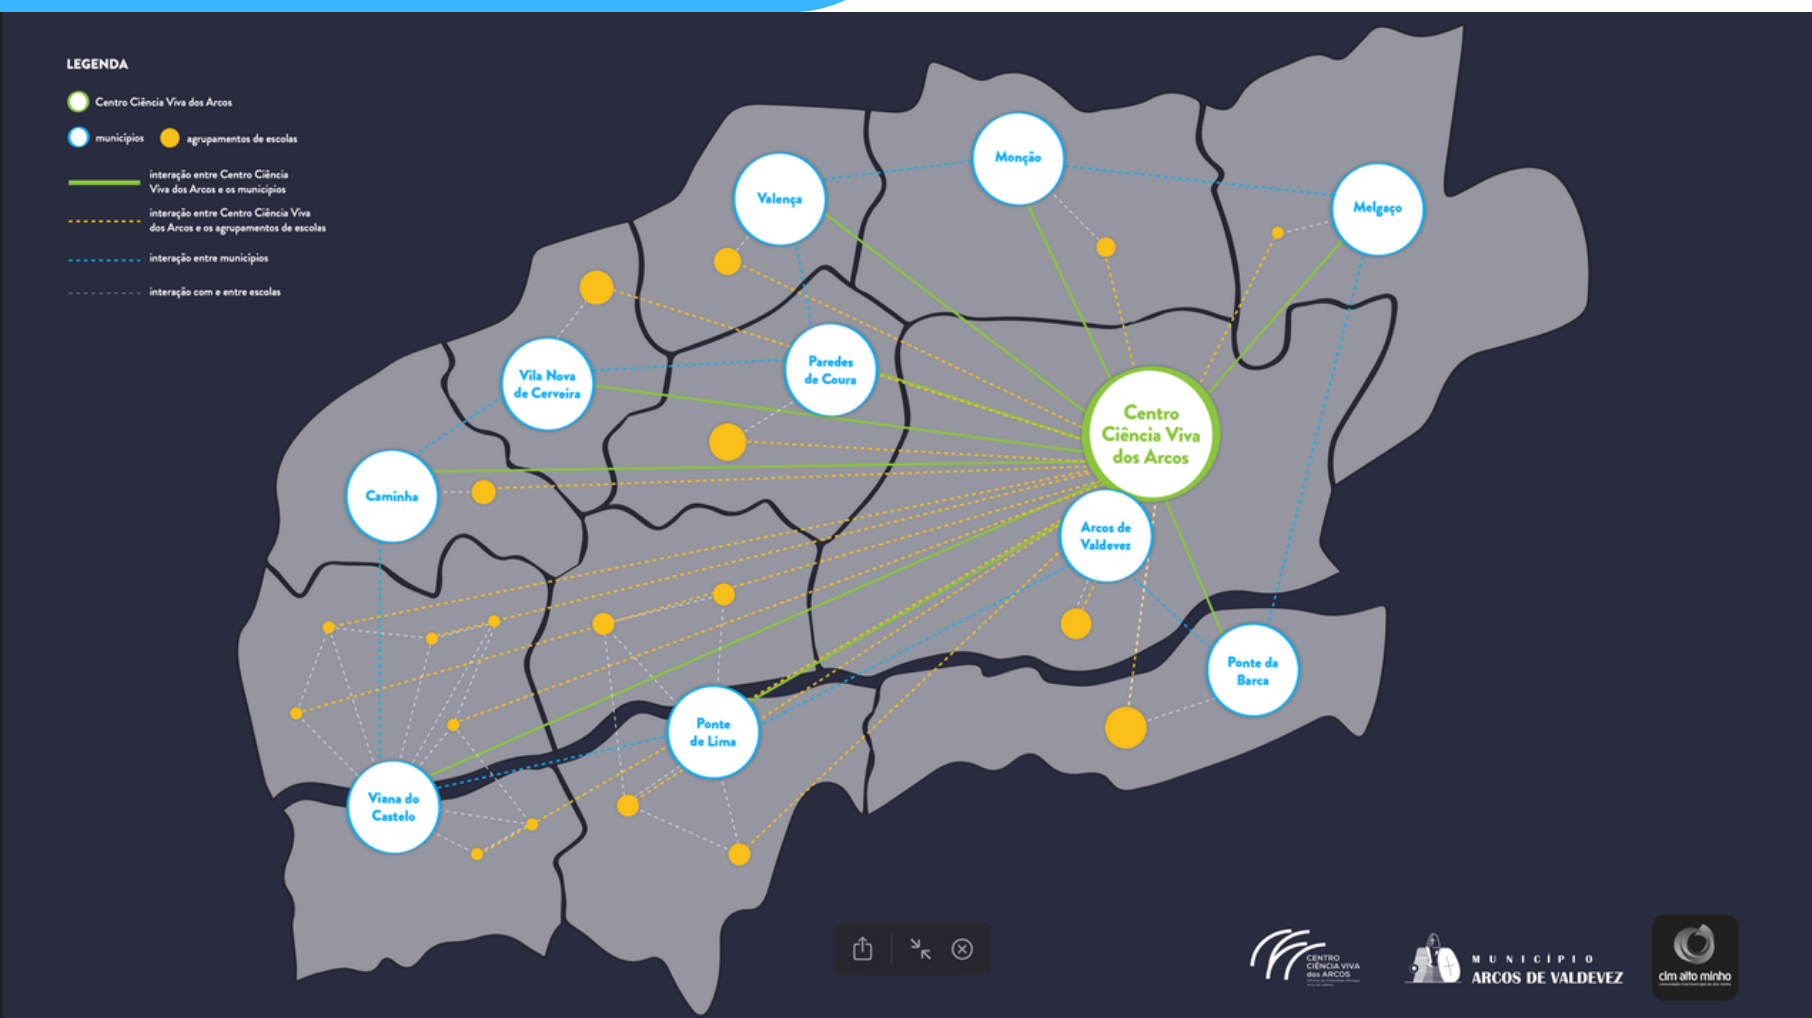 LEGENDA
Centro Ciência Viva dos Arcos
municípios
agrupamentos de escolas
interação entre Centro Ciência
Viva dos Arcos e os municípios
interação entre Centro Ciência Viva
dos Arcos e os agrupamentos de escolas
interação entre municípios
interação com e entre escolas
Monção
Valença
Melgaço
Paredes
de Coura
Vila Nova
de Cerveira
Centro
Ciência Viva
dos Arcos
Caminha
Arcos de
Valdevez
Ponte da
Barca
Ponte
de Lima
Viana do
Castelo
CENTRO
CIÊNCIA VIVA
dos ARCOS
MUNICÍPIO
ARCOS DE VALDEVEZ
cim alto minho